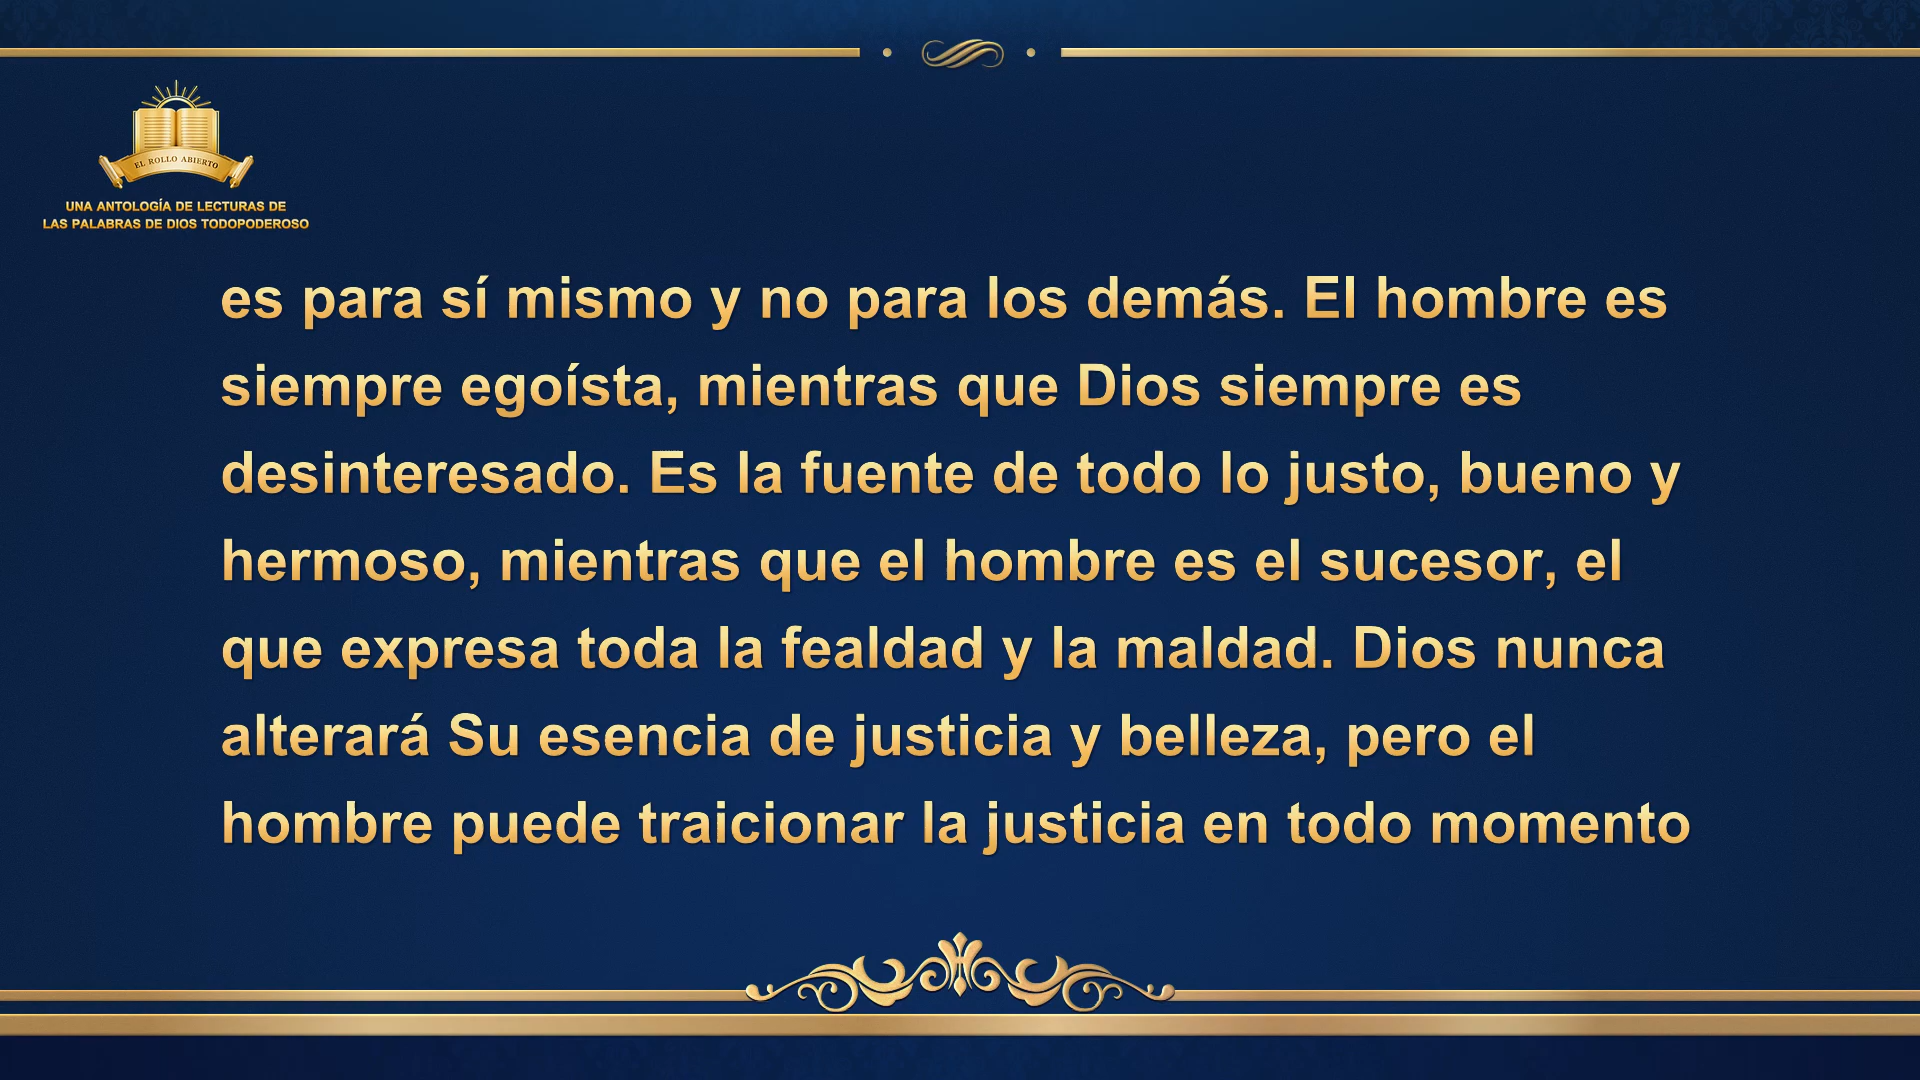 EL ROLLO ABIERTO
UNA ANTOLOGÍA DE LECTURAS DE
LAS PALABRAS DE DIOS TODOPODEROSO
es para sí mismo y no para los demás. El hombre es
siempre egoísta, mientras que Dios siempre es
desinteresado. Es la fuente de todo lo justo, bueno y
hermoso, mientras que el hombre es el sucesor, el
que expresa toda la fealdad y la maldad. Dios nunca
alterará Su esencia de justicia y belleza, pero el
hombre puede traicionar la justicia en todo momento